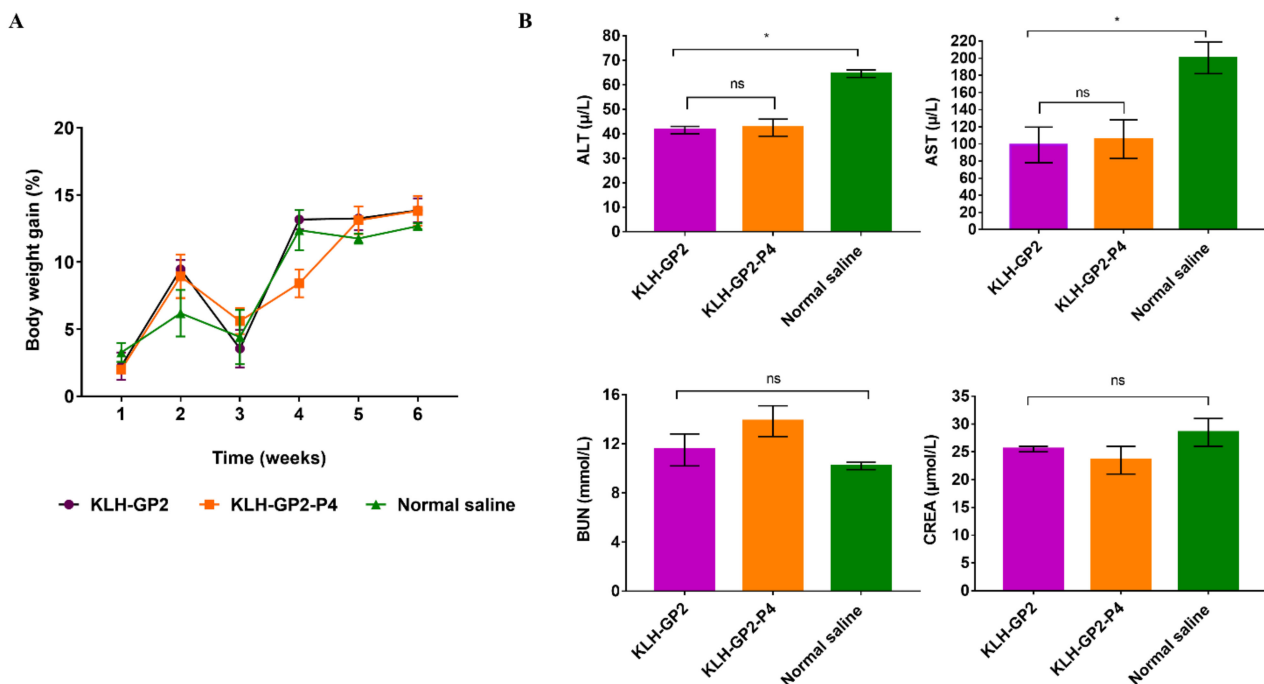 A
Body weight gain (%)
20
15
10
5
0
1 2 3 4 5 6
Time (weeks)
KLH-GP2 KLH-GP2-P4 Normal saline
B
ALT (µ/L)
80
70
60
50
40
30
20
10
0
*
ns
KLH-GP2
KLH-GP2-P4
Normal saline
AST (µ/L)
220
200
180
160
140
120
100
80
60
40
20
0
*
ns
KLH-GP2
KLH-GP2-P4
Normal saline
BUN (mmol/L)
16
12
8
4
0
ns
KLH-GP2
KLH-GP2-P4
Normal saline
CREA (µmol/L)
35
30
25
20
15
10
5
0
ns
KLH-GP2
KLH-GP2-P4
Normal saline